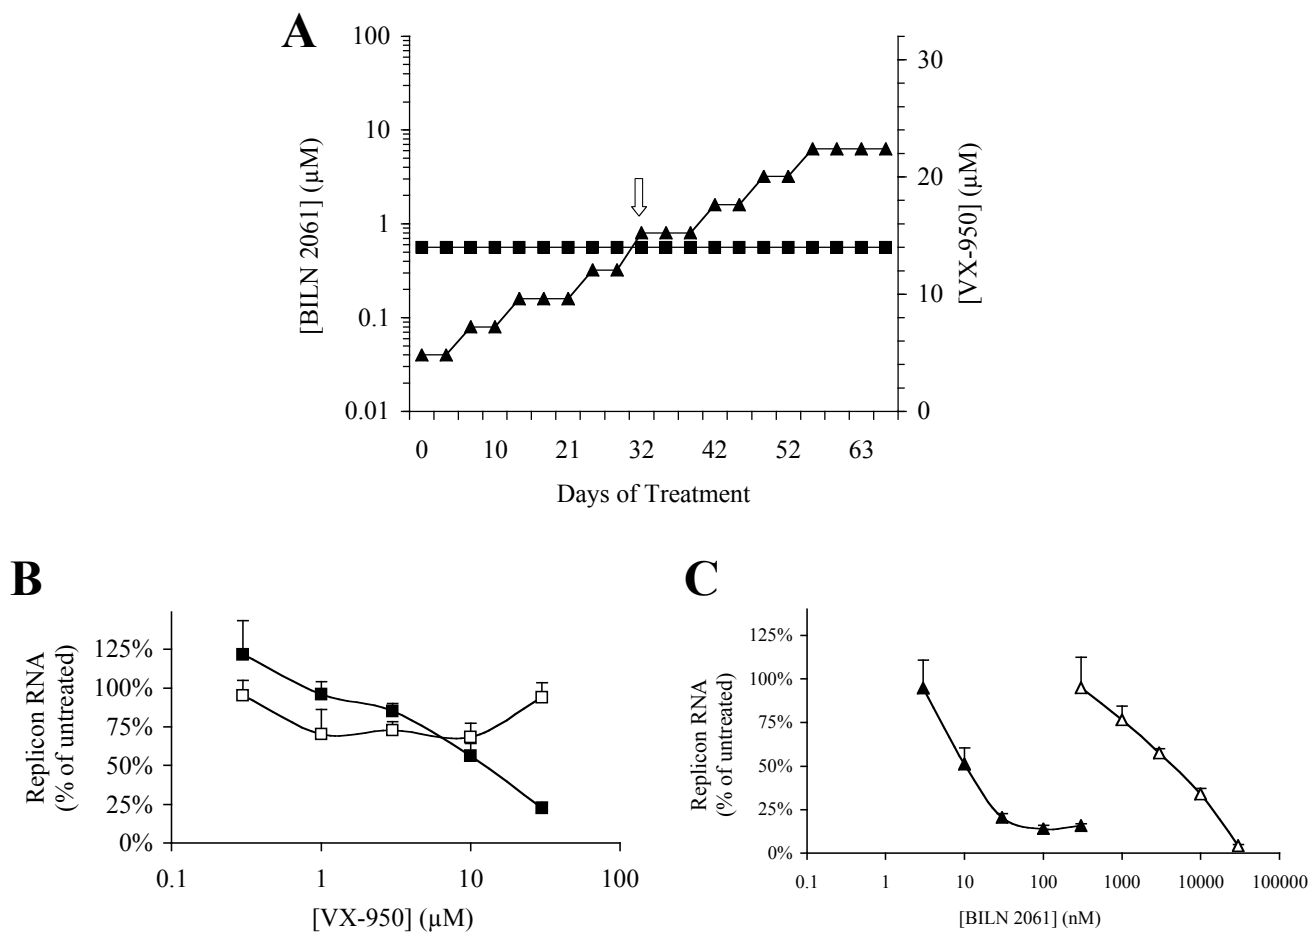 A
[BILN 2061] (µM)
100
10
1
0.1
0.01
[VX-950] (µM)
30
20
10
0
0 10 21 32 42 52 63
Days of Treatment
B
Replicon RNA
(% of untreated)
125%
100%
75%
50%
25%
0%
0.1 1 10 100
[VX-950] (µM)
C
Replicon RNA
(% of untreated)
125%
100%
75%
50%
25%
0%
0.1 1 10 100 1000 10000 100000
[BILN 2061] (nM)